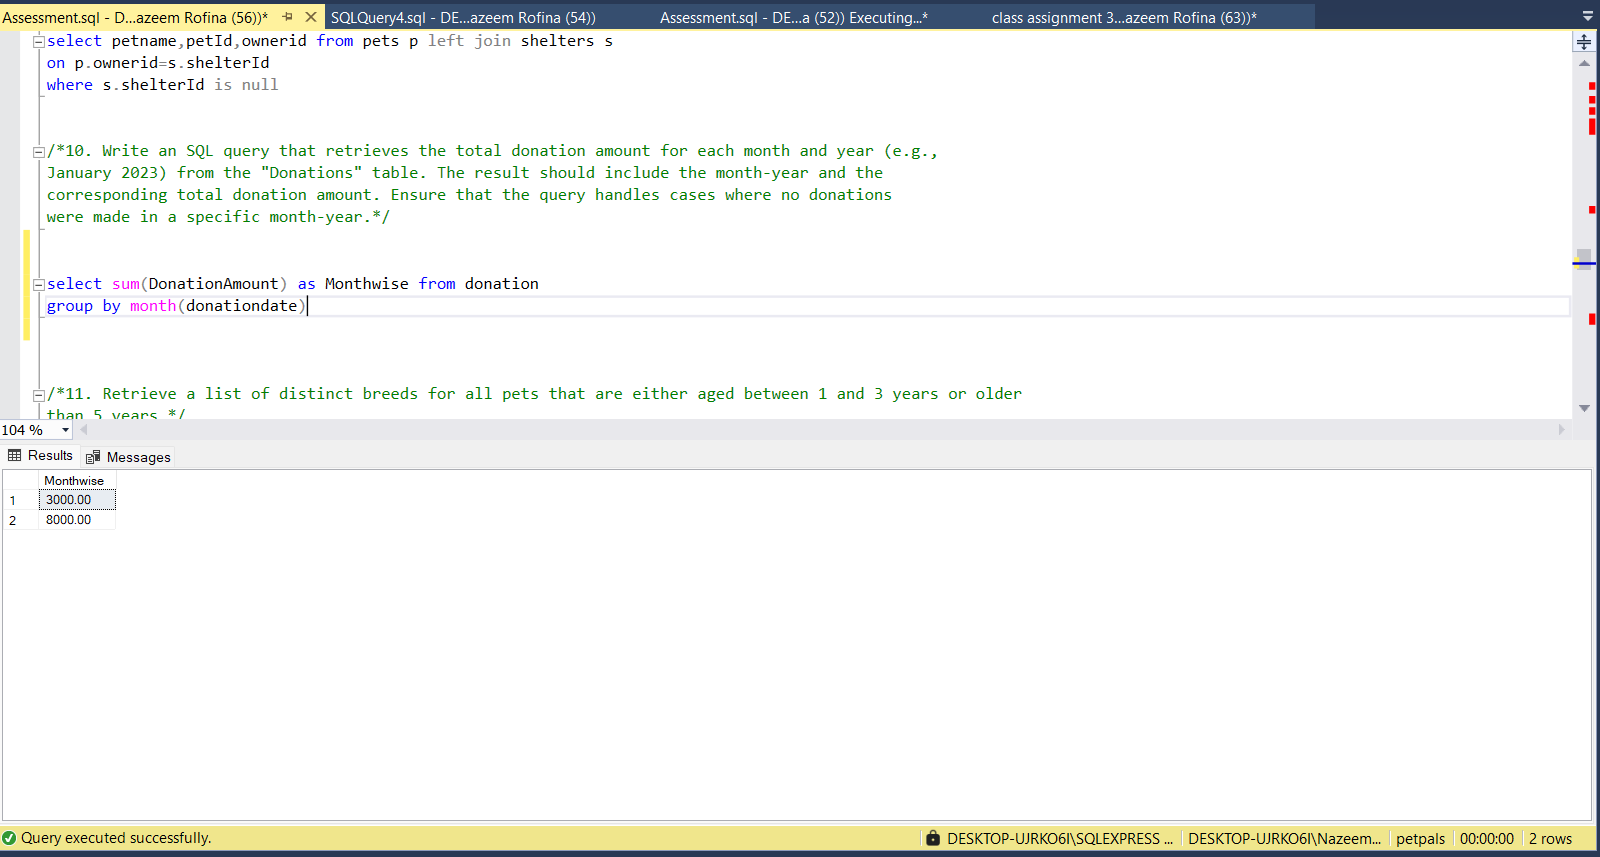 Assessment.sql - D...azeem Rofina (56))*
SQLQuery4.sql - DE...azeem Rofina (54))
Assessment.sql - DE...a (52)) Executing...*
class assignment 3...azeem Rofina (63))*
select petname,petId,ownerid from pets p left join shelters s
on p.ownerid=s.shelterId
where s.shelterId is null
/*10. Write an SQL query that retrieves the total donation amount for each month and year (e.g.,
January 2023) from the "Donations" table. The result should include the month-year and the
corresponding total donation amount. Ensure that the query handles cases where no donations
were made in a specific month-year.*/
select sum(DonationAmount) as Monthwise from donation
group by month(donationdate)
/*11. Retrieve a list of distinct breeds for all pets that are either aged between 1 and 3 years or older
than 5 years.*/
104 %
Results
Messages
Monthwise
1 3000.00
2 8000.00
Query executed successfully.
DESKTOP-UJRKO6I\SQLEXPRESS ...
DESKTOP-UJRKO6I\Nazeem...
petpals
00:00:00
2 rows